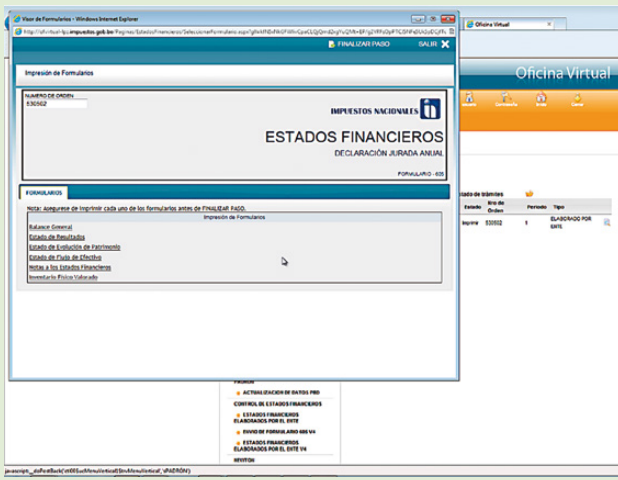 Visor de Formularios - Windows Internet Explorer
Oficina Virtual
FINALIZAR PASO
SALIR
Impresión de Formularios
Oficina Virtual
NUMERO DE ORDEN
530502
IMPUESTOS NACIONALES
ESTADOS FINANCIEROS
DECLARACIÓN JURADA ANUAL
FORMULARIO - 605
FORMULARIOS
Nota: Asegurese de Imprimir cada uno de los formularios antes de FINALIZAR PASO.
Impresión de Formularios
Balance General
Estado de Resultados
Estado de Evolución de Patrimonio
Estado de Flujo de Efectivo
Notas a los Estados Financieros
Inventario Físico Valorado
stado de trámites
Estado Nro de Orden Periodo Tipo
Imprimir 530502 1 ELABORADO POR ENTE
PADRON
ACTUALIZACION DE DATOS PBD
CONTROL DE ESTADOS FINANCIEROS
ESTADOS FINANCIEROS
ELABORADOS POR EL ENTE
ENVIO DE FORMULARIO 605 V4
ESTADOS FINANCIEROS
ELABORADOS POR EL ENTE V4
NEWTON